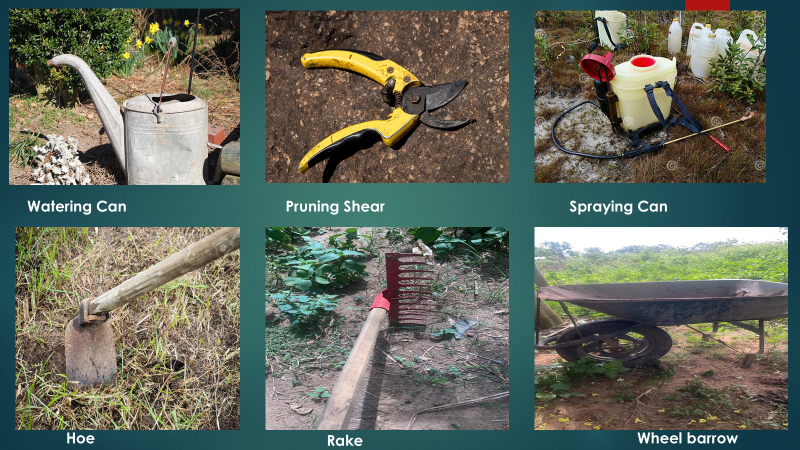 Watering Can
Pruning Shear
Spraying Can
Hoe
Rake
Wheel barrow